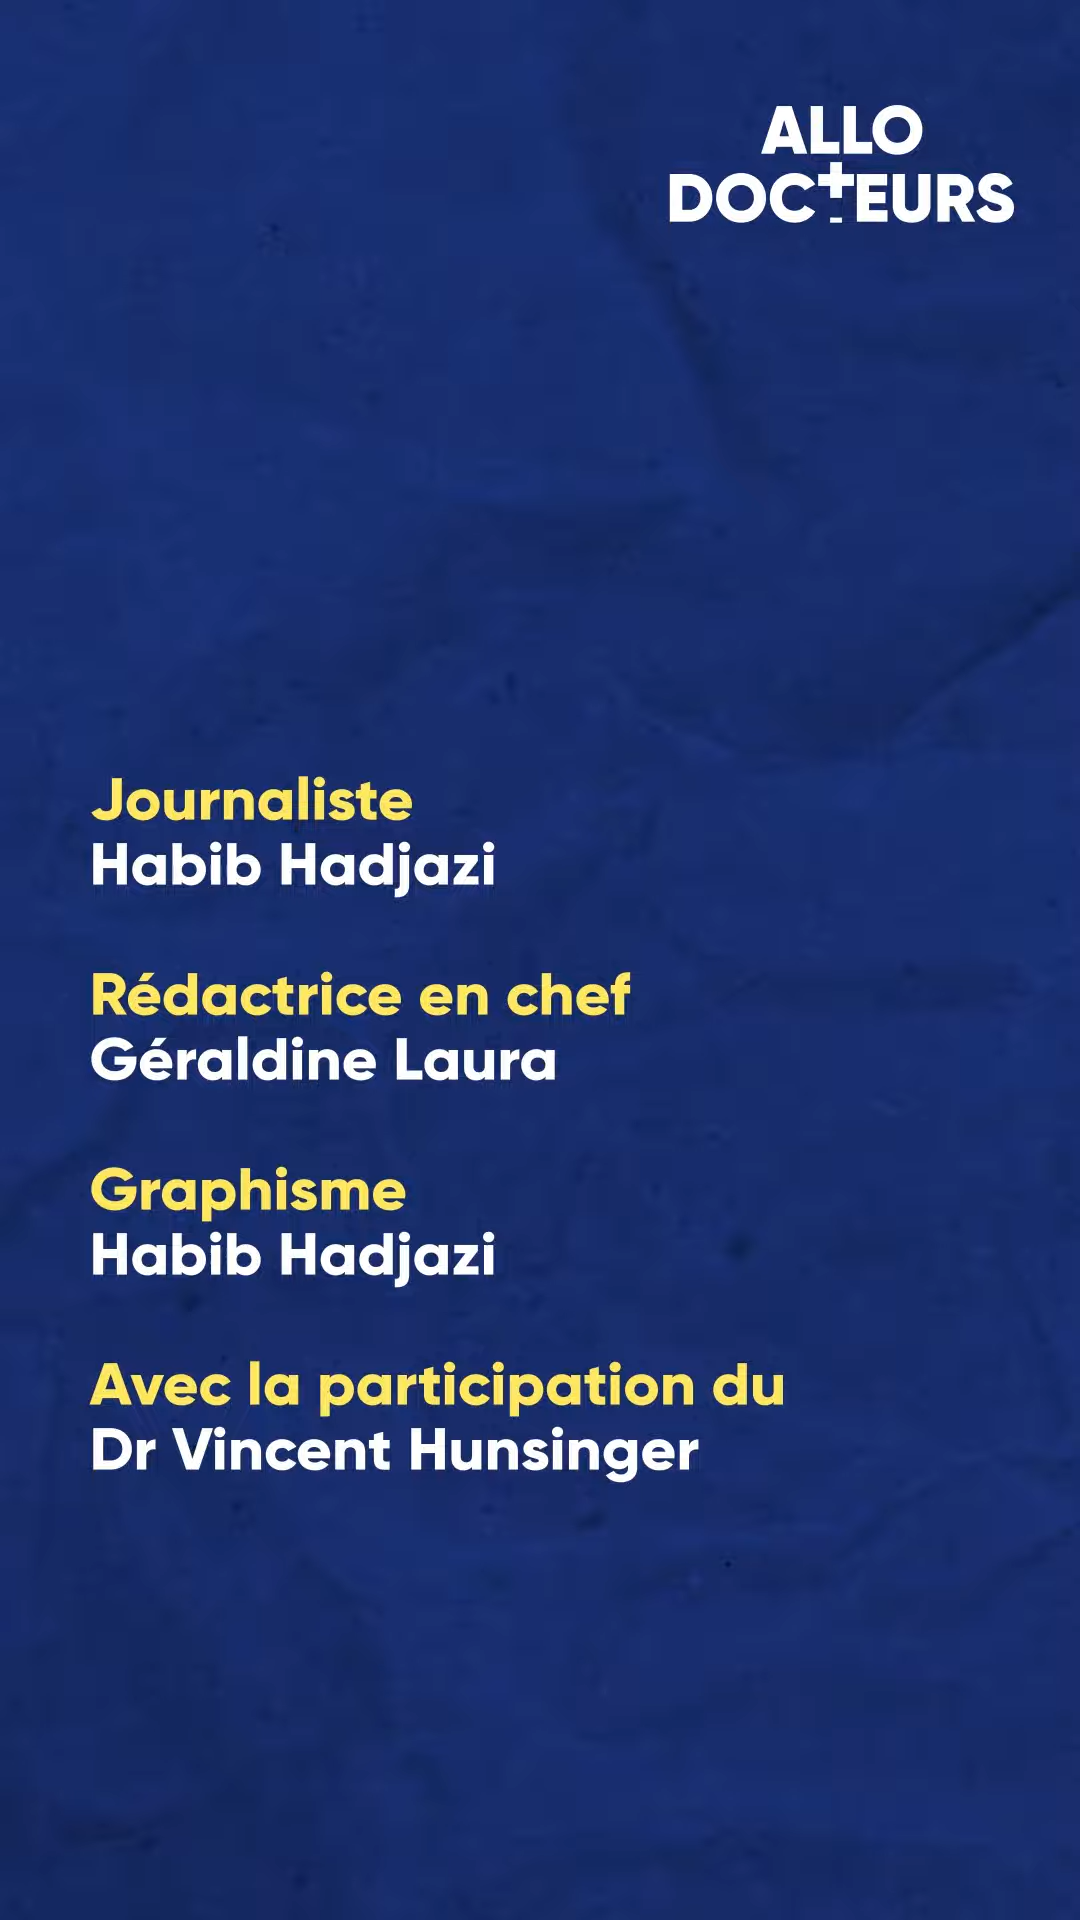 ALLO
DOCTEURS
Journaliste
Habib Hadjazi
Rédactrice en chef
Géraldine Laura
Graphisme
Habib Hadjazi
Avec la participation du
Dr Vincent Hunsinger